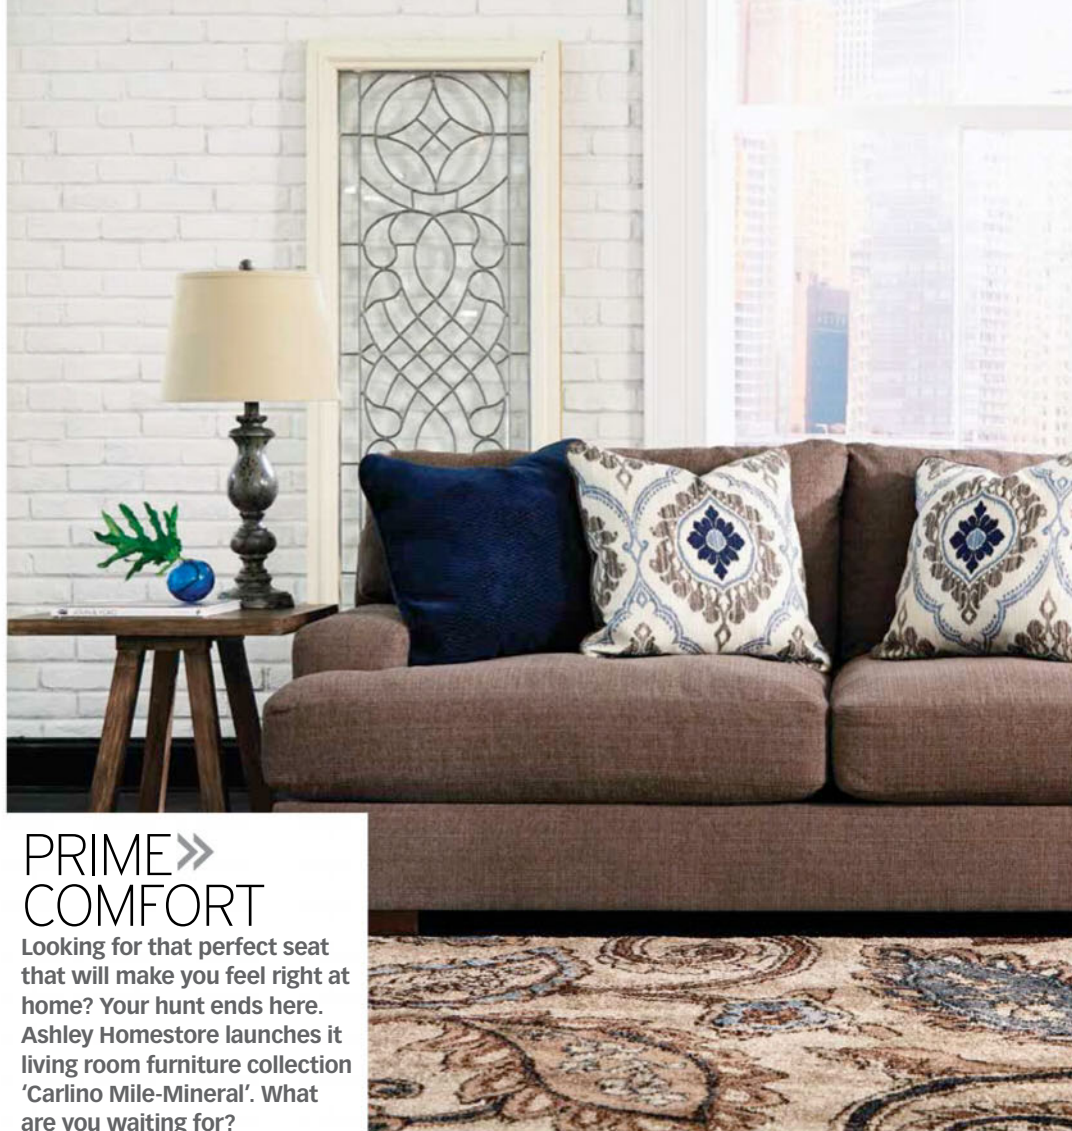 PRIME»
COMFORT
Looking for that perfect seat
that will make you feel right at
home? Your hunt ends here.
Ashley Homestore launches it
living room furniture collection
‘Carlino Mile-Mineral’. What
are you waiting for?